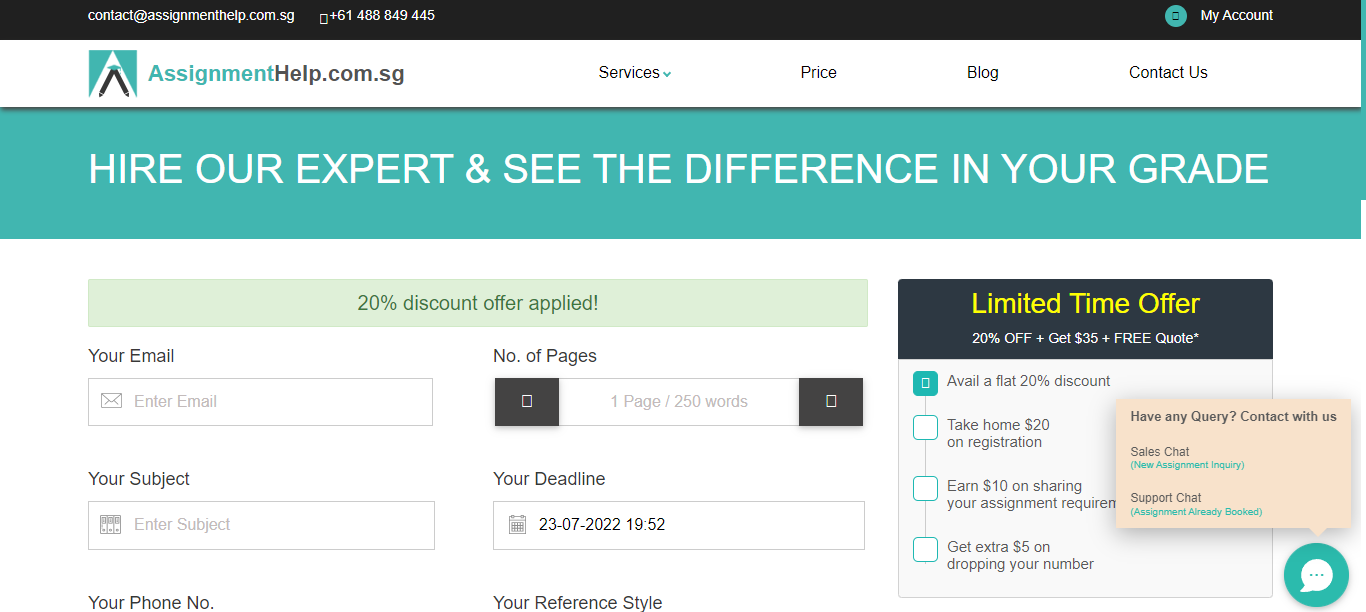 contact@assignmenthelp.com.sg +61 488 849 445 My Account
AssignmentHelp.com.sg Services Price Blog Contact Us
HIRE OUR EXPERT & SEE THE DIFFERENCE IN YOUR GRADE
20% discount offer applied!
Your Email
Enter Email
No. of Pages
1 Page / 250 words
Your Subject
Enter Subject
Your Deadline
23-07-2022 19:52
Your Phone No.
Your Reference Style
Limited Time Offer
20% OFF + Get $35 + FREE Quote*
Avail a flat 20% discount
Take home $20
on registration
Earn $10 on sharing
your assignment
Get extra $5 on
dropping your number
Have any Query? Contact with us
Sales Chat
(New Assignment Inquiry)
Support Chat
(Assignment Already Booked)